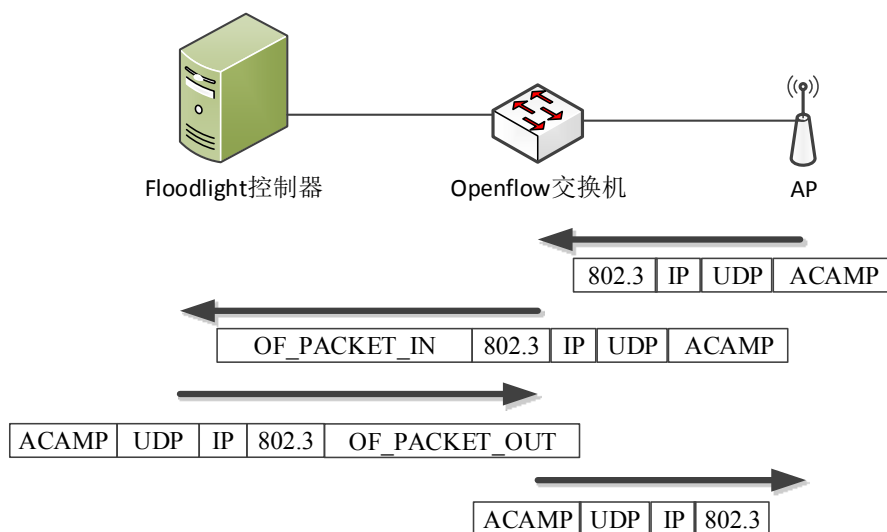 Floodlight控制器 Openflow交换机 AP
802.3 IP UDP ACAMP
OF_PACKET_IN 802.3 IP UDP ACAMP
ACAMP UDP IP 802.3 OF_PACKET_OUT
ACAMP UDP IP 802.3